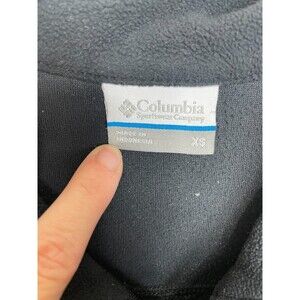 Columbia
Sportswear Company
MADE IN
INDONESIA
XS